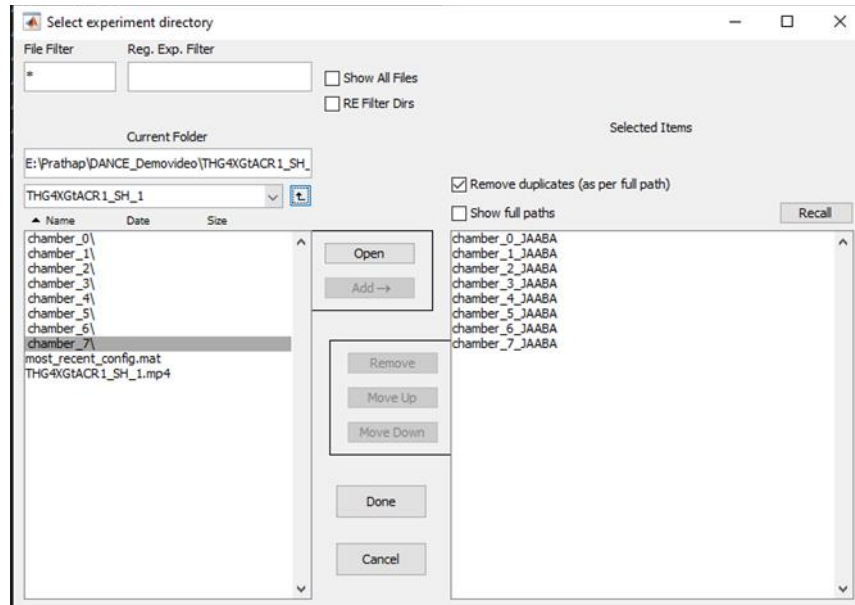 Select experiment directory
File Filter
Reg. Exp. Filter
*
Show All Files
RE Filter Dirs
Current Folder
Selected Items
E:\Prathap\DANCE_Demovideo\THG4XGtACR1_SH_
THG4XGtACR1_SH_1
Remove duplicates (as per full path)
Show full paths
Recall
Name Date Size
chamber_0\
chamber_1\
chamber_2\
chamber_3\
chamber_4\
chamber_5\
chamber_6\
chamber_7\
most_recent_config.mat
THG4XGtACR1_SH_1.mp4
Open
Add →
Remove
Move Up
Move Down
Done
Cancel
chamber_0_JAABA
chamber_1_JAABA
chamber_2_JAABA
chamber_3_JAABA
chamber_4_JAABA
chamber_5_JAABA
chamber_6_JAABA
chamber_7_JAABA